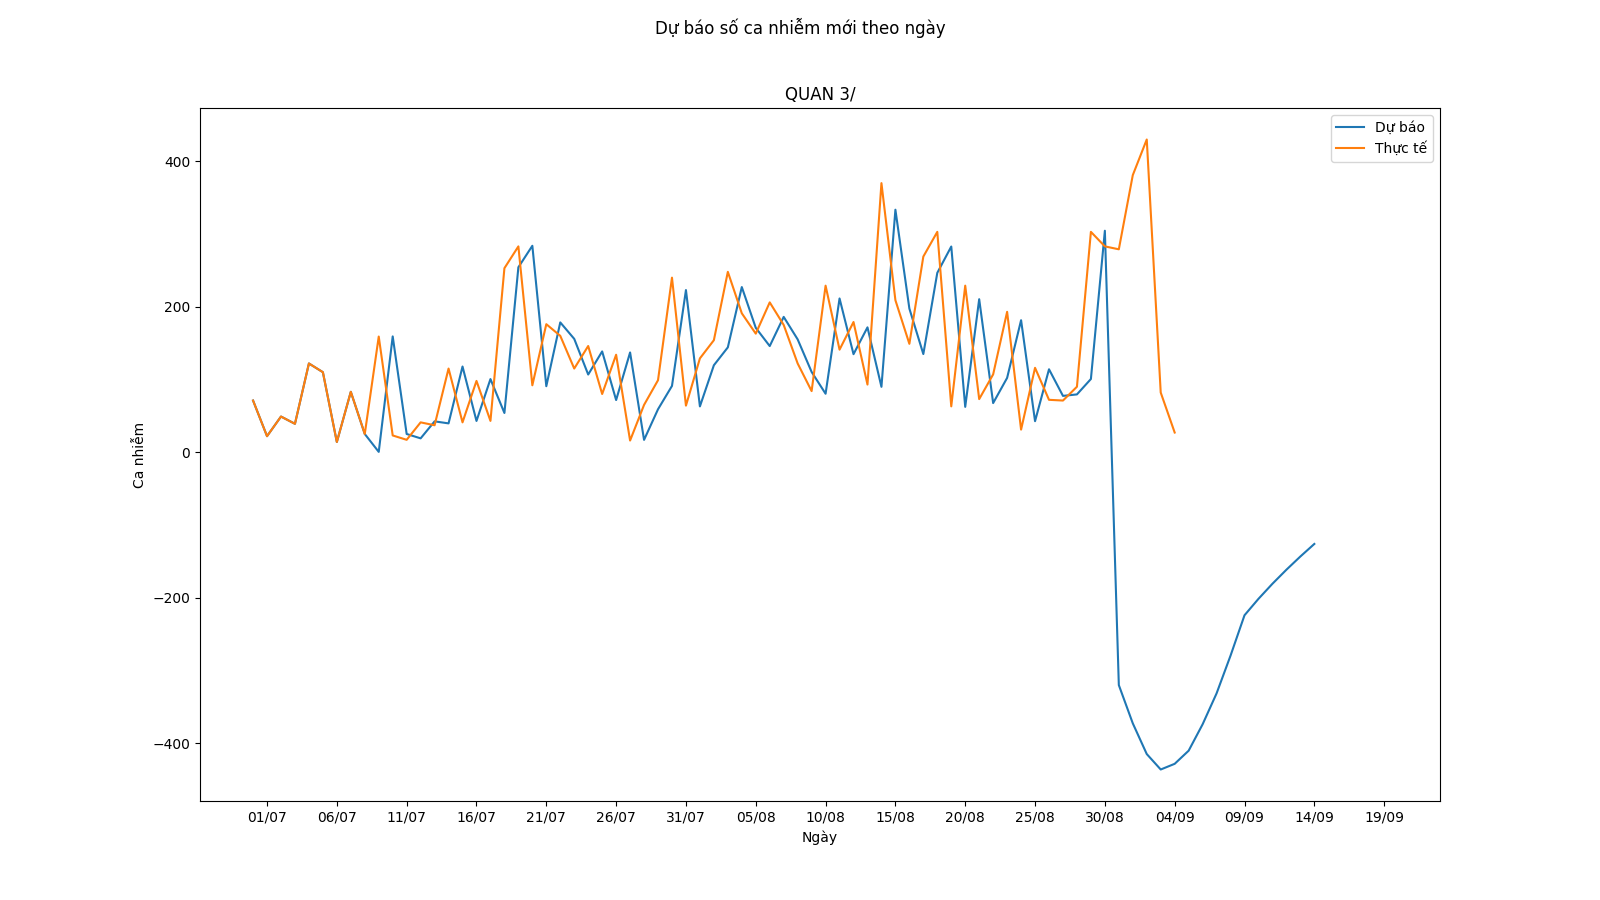 Dự báo số ca nhiễm mới theo ngày
QUAN 3/
Dự báo
Thực tế
Ca nhiễm
400
200
0
−200
−400
01/07 06/07 11/07 16/07 21/07 26/07 31/07 05/08 10/08 15/08 20/08 25/08 30/08 04/09 09/09 14/09 19/09
Ngày